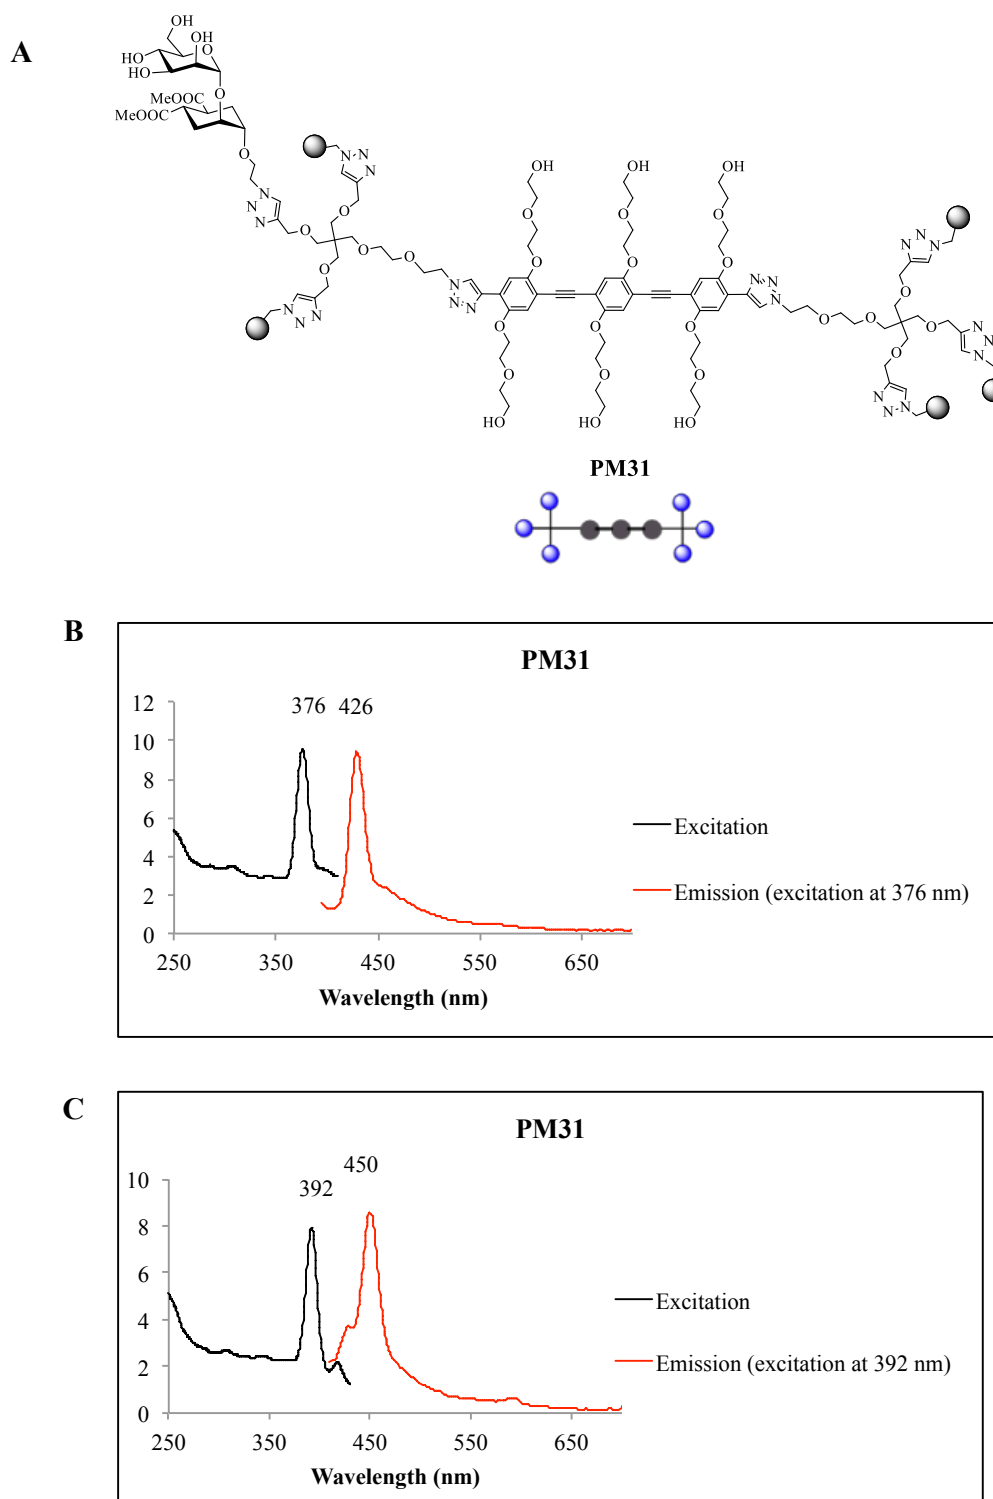 A
OH
OH
HO
HO
O
HO
O
MeOOC
MeOOC
O
N
N
N
N
N
N
O
O
O
O
O
O
N
N
N
N
N
N
OH
OH
OH
O
O
O
O
O
O
O
O
O
O
O
O
HO
HO
HO
N
N
N
O
O
O
O
O
N
N
N
N
N
N
N
N
N
PM31
B
PM31
376 426
12
10
8
6
4
2
0
250 350 450 550 650
Wavelength (nm)
Excitation
Emission (excitation at 376 nm)
C
PM31
450
392
10
8
6
4
2
0
250 350 450 550 650
Wavelength (nm)
Excitation
Emission (excitation at 392 nm)